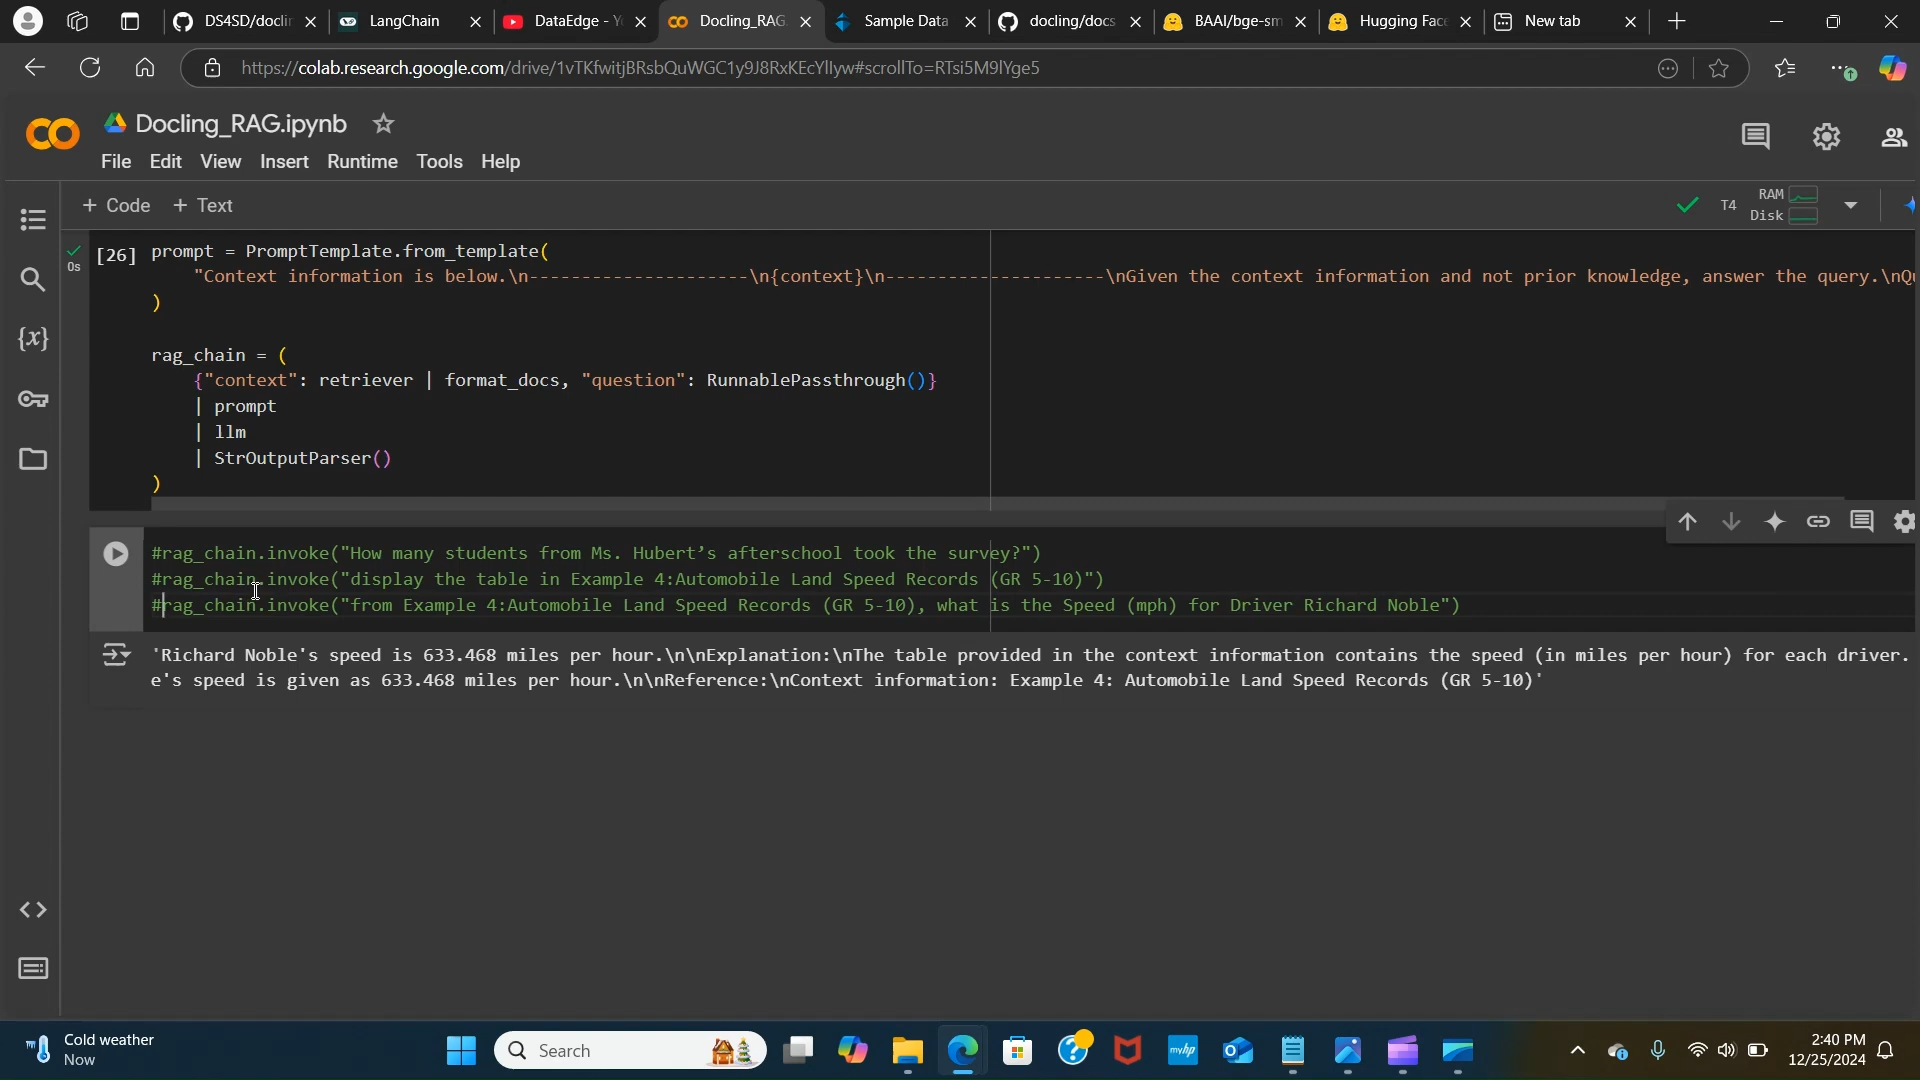 DS4SD/doclin
LangChain
DataEdge - Y
Docling_RAG.
Sample Data
docling/docs
BAAI/bge-sm
Hugging Face
New tab
https://colab.research.google.com/drive/1vTKfwitjBRsbQuWGC1y9J8RxKEcYlIyw#scrollTo=RTsi5M9lYge5
CO
Docling_RAG.ipynb
File Edit View Insert Runtime Tools Help
+ Code + Text
T4 RAM
Disk
[26] prompt = PromptTemplate.from_template(
0s
"Context information is below.\n---------------------\n{context}\n---------------------\nGiven the context information and not prior knowledge, answer the query.\nQu
)
rag_chain = (
{"context": retriever | format_docs, "question": RunnablePassthrough()}
| prompt
| llm
| StrOutputParser()
)
#rag_chain.invoke("How many students from Ms. Hubert’s afterschool took the survey?")
#rag_chain.invoke("display the table in Example 4:Automobile Land Speed Records (GR 5-10)")
#rag_chain.invoke("from Example 4:Automobile Land Speed Records (GR 5-10), what is the Speed (mph) for Driver Richard Noble")
'Richard Noble's speed is 633.468 miles per hour.\n\nExplanation:\nThe table provided in the context information contains the speed (in miles per hour) for each driver.
e's speed is given as 633.468 miles per hour.\n\nReference:\nContext information: Example 4: Automobile Land Speed Records (GR 5-10)'
Cold weather
Now
Search
myhp
2:40 PM
12/25/2024